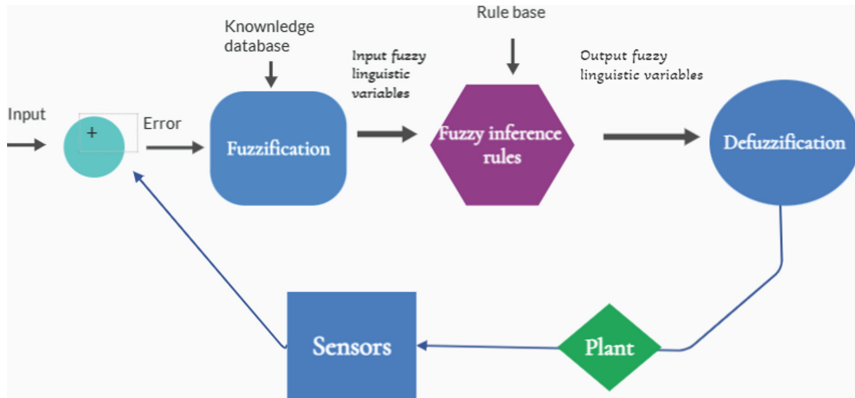 Knownledge
database
Input fuzzy
linguistic
variables
Rule base
Output fuzzy
linguistic variables
Input
+
Error
Fuzzification
Fuzzy inference
rules
Defuzzification
Sensors
Plant